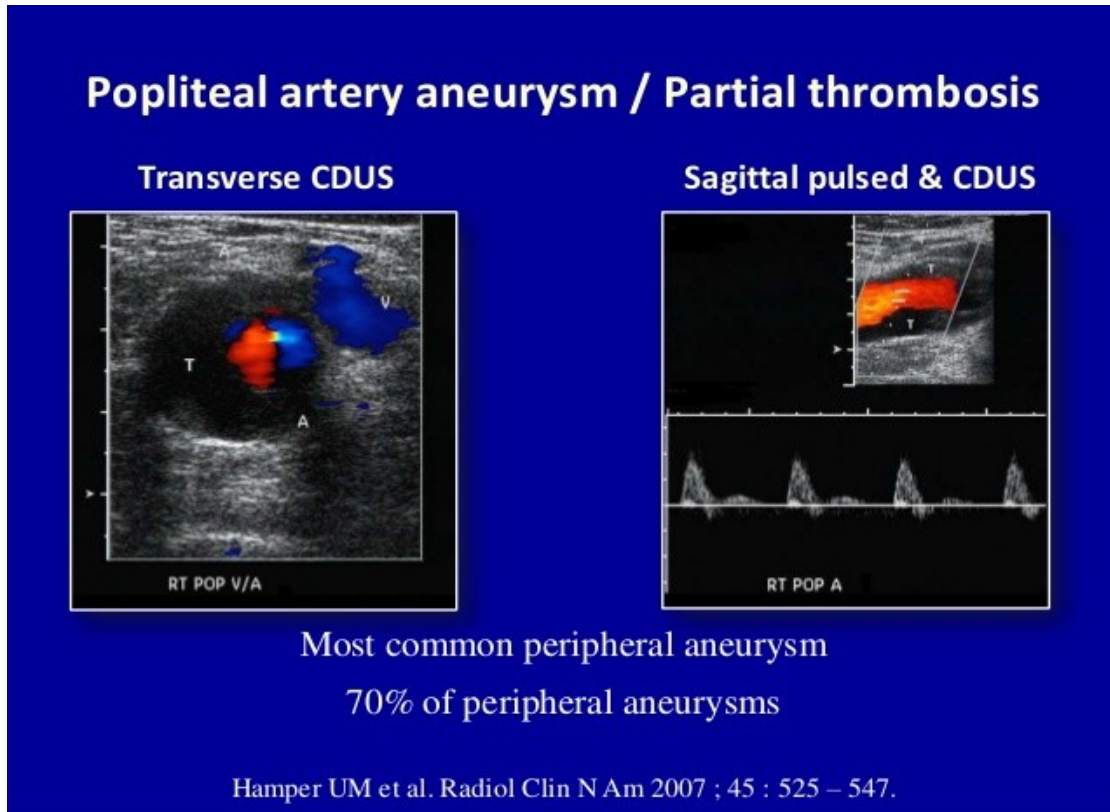 Popliteal artery aneurysm / Partial thrombosis
Transverse CDUS
Sagittal pulsed & CDUS
A
V
T
A
RT POP V/A
T
T
RT POP A
Most common peripheral aneurysm
70% of peripheral aneurysms
Hamper UM et al. Radiol Clin N Am 2007 ; 45 : 525 – 547.